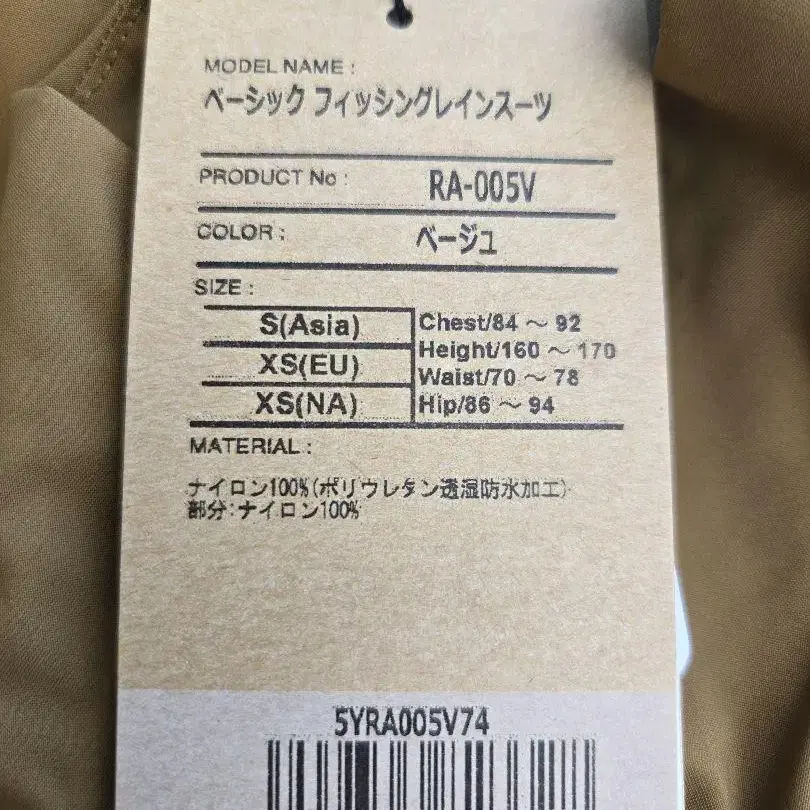 MODEL NAME :
ベーシック フィッシングレインスーツ
PRODUCT No : RA-005V
COLOR : ベージュ
SIZE :
S(Asia)
XS(EU)
XS(NA)
Chest/84 ～ 92
Height/160 ～ 170
Waist/70 ～ 78
Hip/86 ～ 94
MATERIAL :
ナイロン100%(ポリウレタン透湿防水加工)
部分:ナイロン100%
5YRA005V74